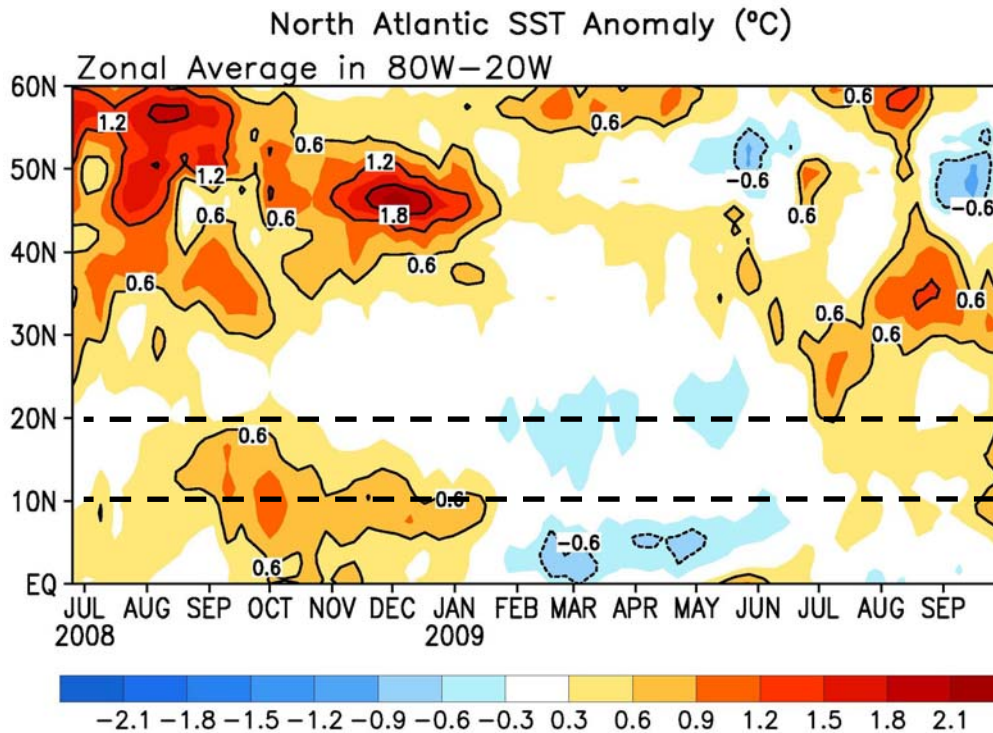 North Atlantic SST Anomaly (ºC)
Zonal Average in 80W−20W
60N
50N
40N
30N
20N
10N
EQ
1.2
0.6
0.6
0.6
1.2
1.2
−0.6
0.6
0.6
1.8
0.6
−0.6
0.6
0.6
0.6
0.6
0.6
0.6
0.6
−0.6
0.6
JUL AUG SEP OCT NOV DEC JAN FEB MAR APR MAY JUN JUL AUG SEP
2008 2009
−2.1 −1.8 −1.5 −1.2 −0.9 −0.6 −0.3 0.3 0.6 0.9 1.2 1.5 1.8 2.1